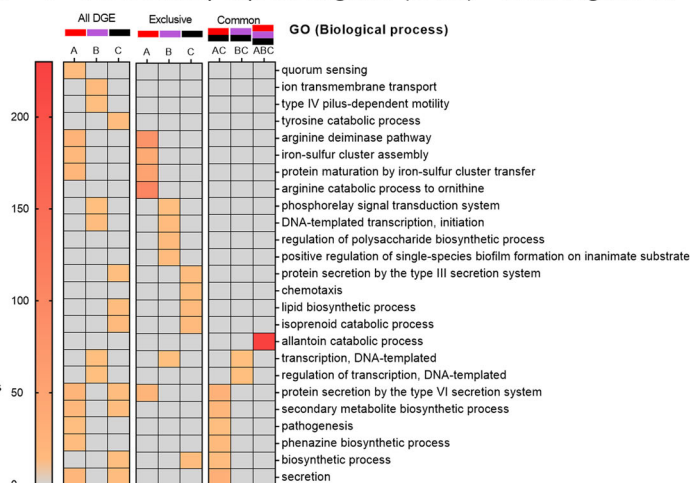 All DGE
Exclusive
Common
GO (Biological process)
A B C
A B C
AC BC ABC
quorum sensing
ion transmembrane transport
type IV pilus-dependent motility
200
tyrosine catabolic process
arginine deiminase pathway
iron-sulfur cluster assembly
protein maturation by iron-sulfur cluster transfer
arginine catabolic process to ornithine
150
phosphorelay signal transduction system
DNA-templated transcription, initiation
regulation of polysaccharide biosynthetic process
positive regulation of single-species biofilm formation on inanimate substrate
protein secretion by the type III secretion system
chemotaxis
100
lipid biosynthetic process
isoprenoid catabolic process
allantoin catabolic process
transcription, DNA-templated
regulation of transcription, DNA-templated
50
protein secretion by the type VI secretion system
secondary metabolite biosynthetic process
pathogenesis
phenazine biosynthetic process
biosynthetic process
secretion